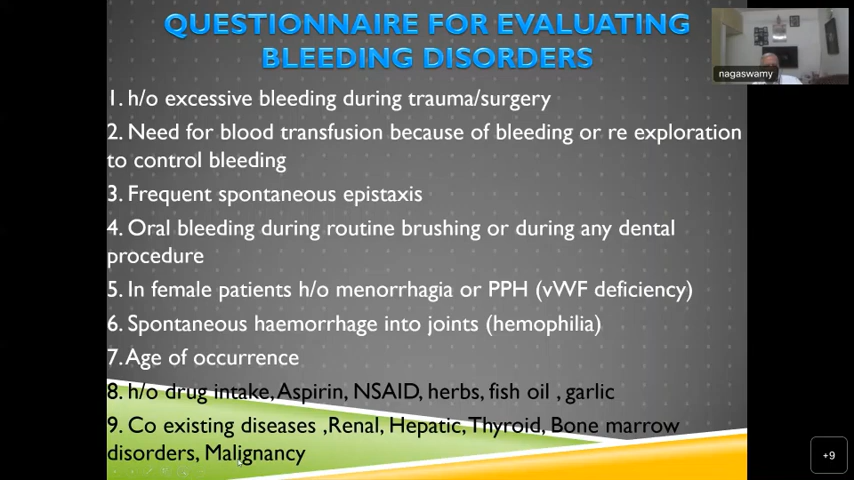 QUESTIONNAIRE FOR EVALUATING
BLEEDING DISORDERS
nagaswamy
1. h/o excessive bleeding during trauma/surgery
2. Need for blood transfusion because of bleeding or re exploration
to control bleeding
3. Frequent spontaneous epistaxis
4. Oral bleeding during routine brushing or during any dental
procedure
5. In female patients h/o menorrhagia or PPH (vWF deficiency)
6. Spontaneous haemorrhage into joints (hemophilia)
7. Age of occurrence
8. h/o drug intake, Aspirin, NSAID, herbs, fish oil , garlic
9. Co existing diseases ,Renal, Hepatic, Thyroid, Bone marrow
disorders, Malignancy
+9